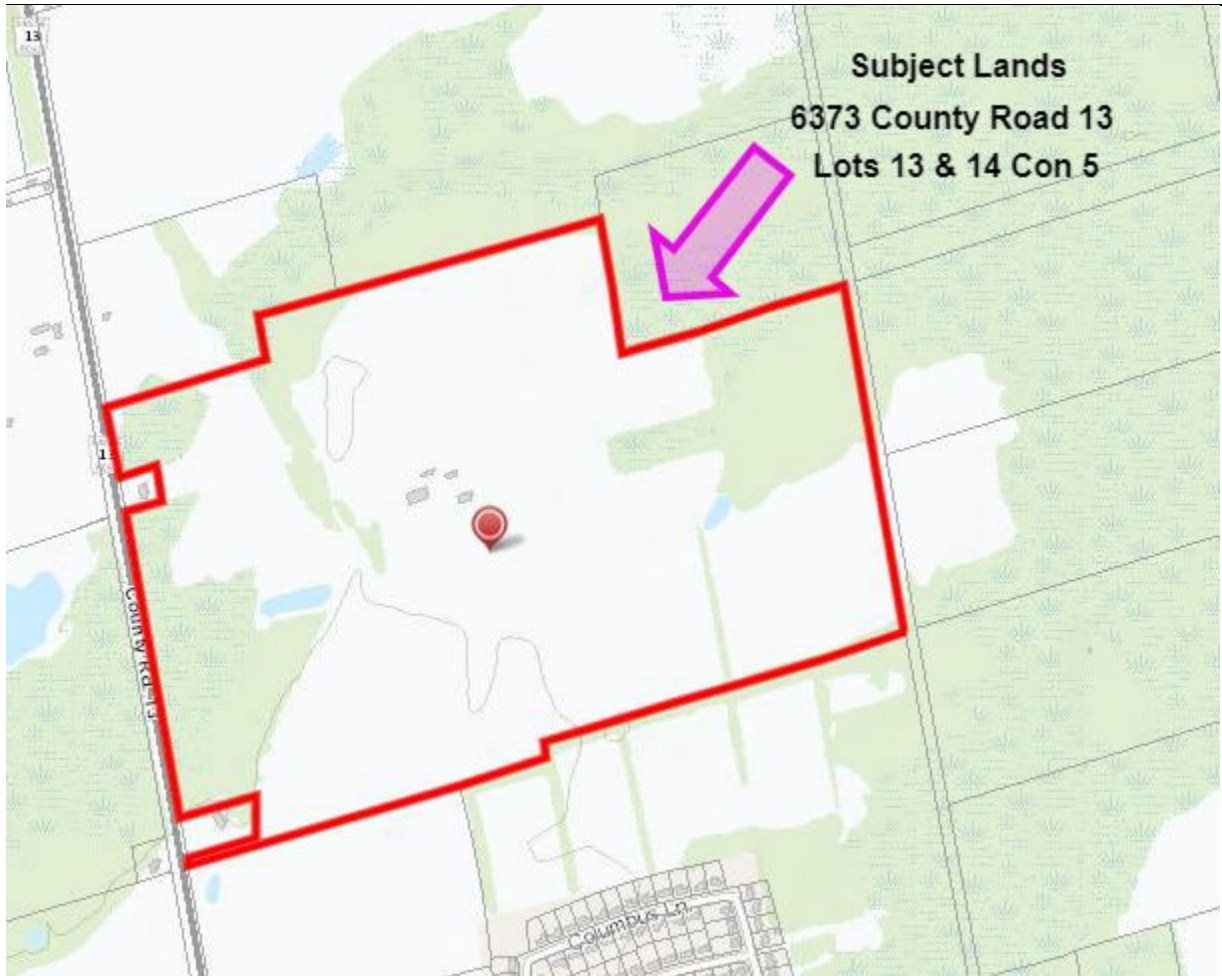 13
Subject Lands
6373 County Road 13
Lots 13 & 14 Con 5
County Rd 13
Columbus Ln